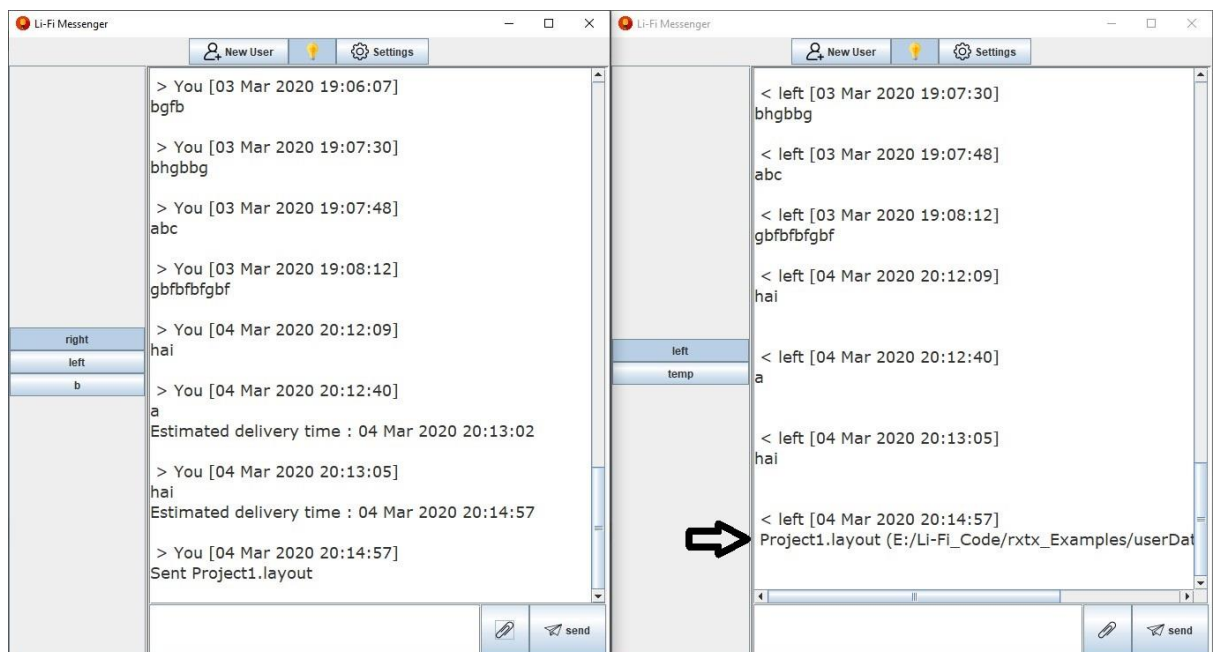 Li-Fi Messenger
New User
Settings
> You [03 Mar 2020 19:06:07]
bgfb
> You [03 Mar 2020 19:07:30]
bhgbbg
> You [03 Mar 2020 19:07:48]
abc
> You [03 Mar 2020 19:08:12]
gbfbfbfgbf
> You [04 Mar 2020 20:12:09]
hai
> You [04 Mar 2020 20:12:40]
a
Estimated delivery time : 04 Mar 2020 20:13:02
> You [04 Mar 2020 20:13:05]
hai
Estimated delivery time : 04 Mar 2020 20:14:57
> You [04 Mar 2020 20:14:57]
Sent Project1.layout
right
left
b
send
Li-Fi Messenger
New User
Settings
< left [03 Mar 2020 19:07:30]
bhgbbg
< left [03 Mar 2020 19:07:48]
abc
< left [03 Mar 2020 19:08:12]
gbfbfbfgbf
< left [04 Mar 2020 20:12:09]
hai
< left [04 Mar 2020 20:12:40]
a
< left [04 Mar 2020 20:13:05]
hai
< left [04 Mar 2020 20:14:57]
Project1.layout (E:/Li-Fi_Code/rxtx_Examples/userDat
left
temp
send